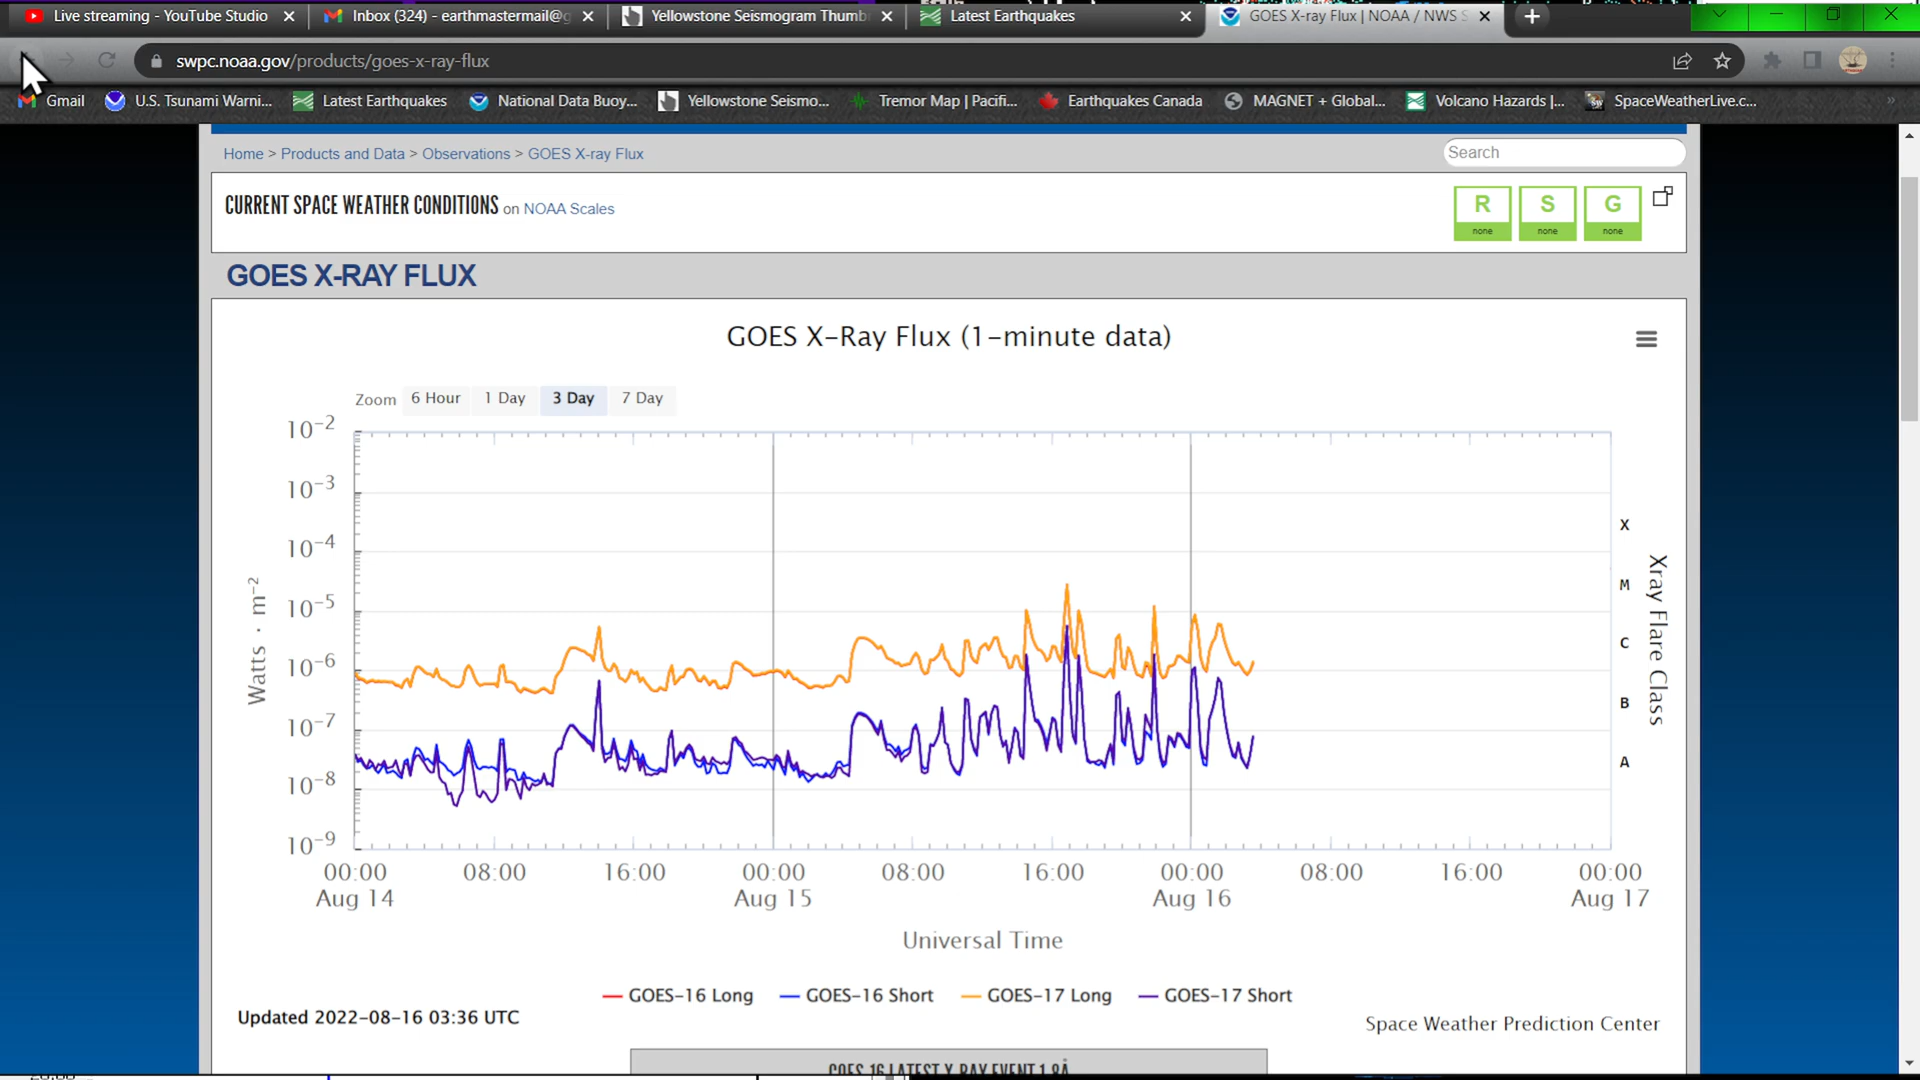 Live streaming - YouTube Studio
Inbox (324) - earthmastermail@g
Yellowstone Seismogram Thumb
Latest Earthquakes
GOES X-ray Flux | NOAA / NWS S
swpc.noaa.gov/products/goes-x-ray-flux
Gmail
U.S. Tsunami Warni...
Latest Earthquakes
National Data Buoy...
Yellowstone Seismo...
Tremor Map | Pacifi...
Earthquakes Canada
MAGNET + Global...
Volcano Hazards |...
SpaceWeatherLive.c...
»
Home > Products and Data > Observations > GOES X-ray Flux
Search
CURRENT SPACE WEATHER CONDITIONS on NOAA Scales
R
none
S
none
G
none
GOES X-RAY FLUX
GOES X-Ray Flux (1-minute data)
Zoom 6 Hour 1 Day 3 Day 7 Day
10⁻²
10⁻³
10⁻⁴
10⁻⁵
10⁻⁶
10⁻⁷
10⁻⁸
10⁻⁹
Watts · m⁻²
X
M
C
B
A
Xray Flare Class
00:00 08:00 16:00 00:00 08:00 16:00 00:00 08:00 16:00 00:00
Aug 14 Aug 15 Aug 16 Aug 17
Universal Time
GOES-16 Long GOES-16 Short GOES-17 Long GOES-17 Short
Updated 2022-08-16 03:36 UTC
Space Weather Prediction Center
GOES 16 LATEST X-RAY EVENT 1-8Å